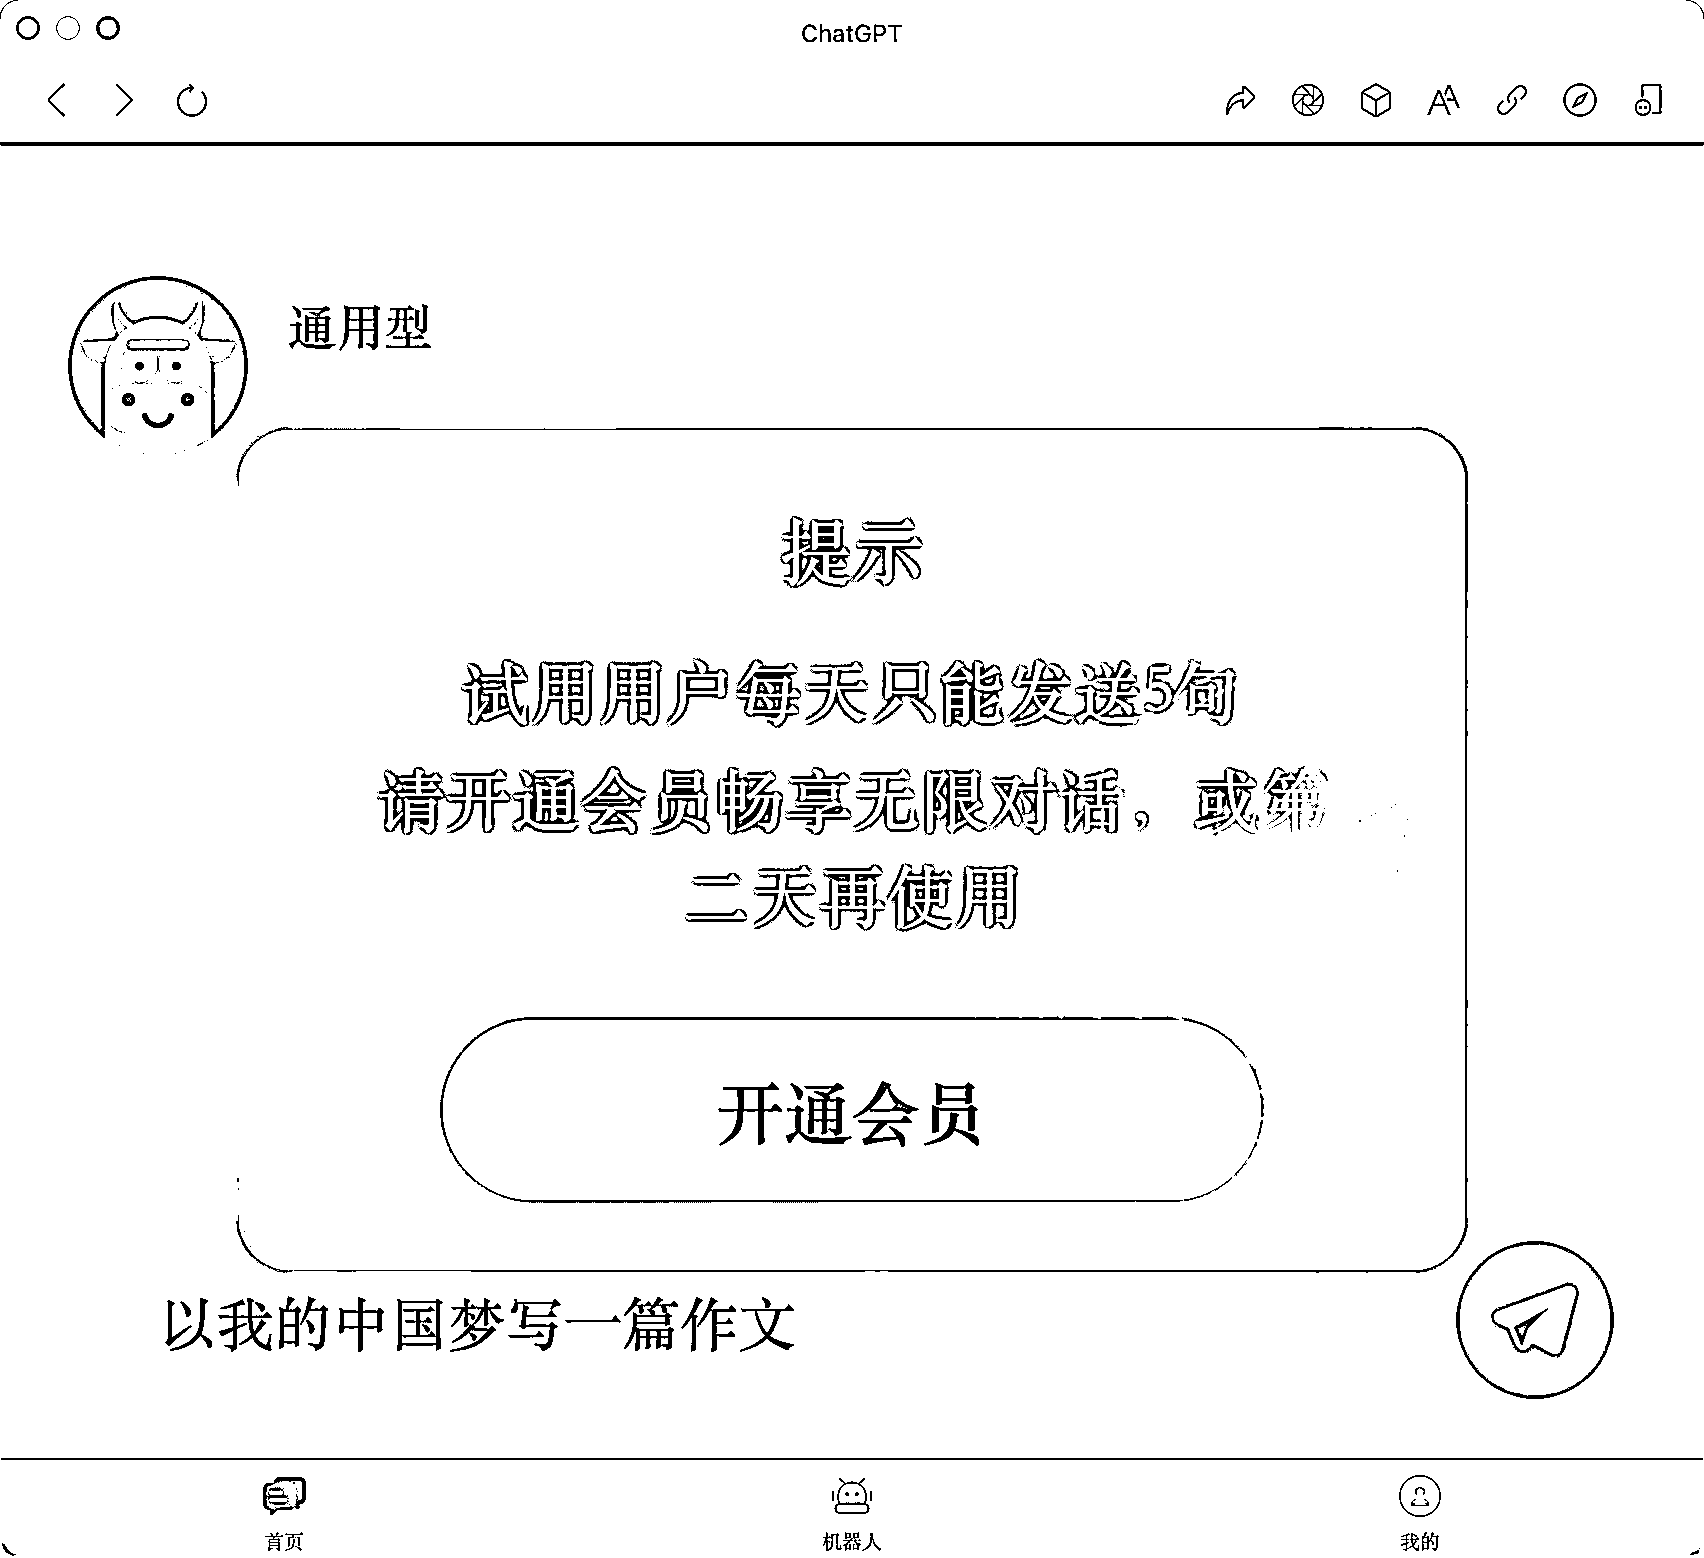 ChatGPT
通用型
提示
试用用户每天只能发送5句
请开通会员畅享无限对话，或第
二天再使用
开通会员
以我的中国梦写一篇作文
首页
机器人
我的